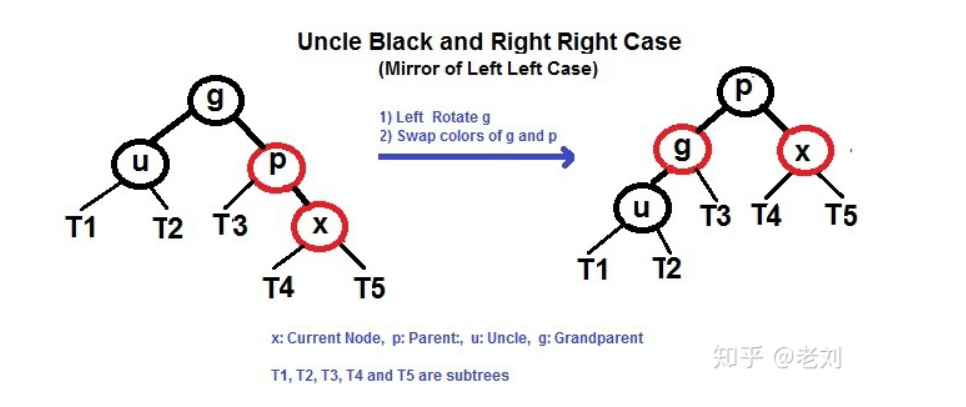 Uncle Black and Right Right Case
(Mirror of Left Left Case)
g
u
p
x
T1
T2
T3
T4
T5
1) Left Rotate g
2) Swap colors of g and p
p
g
x
u
T3
T4
T5
T1
T2
x: Current Node, p: Parent:, u: Uncle, g: Grandparent
T1, T2, T3, T4 and T5 are subtrees
知乎 @老刘